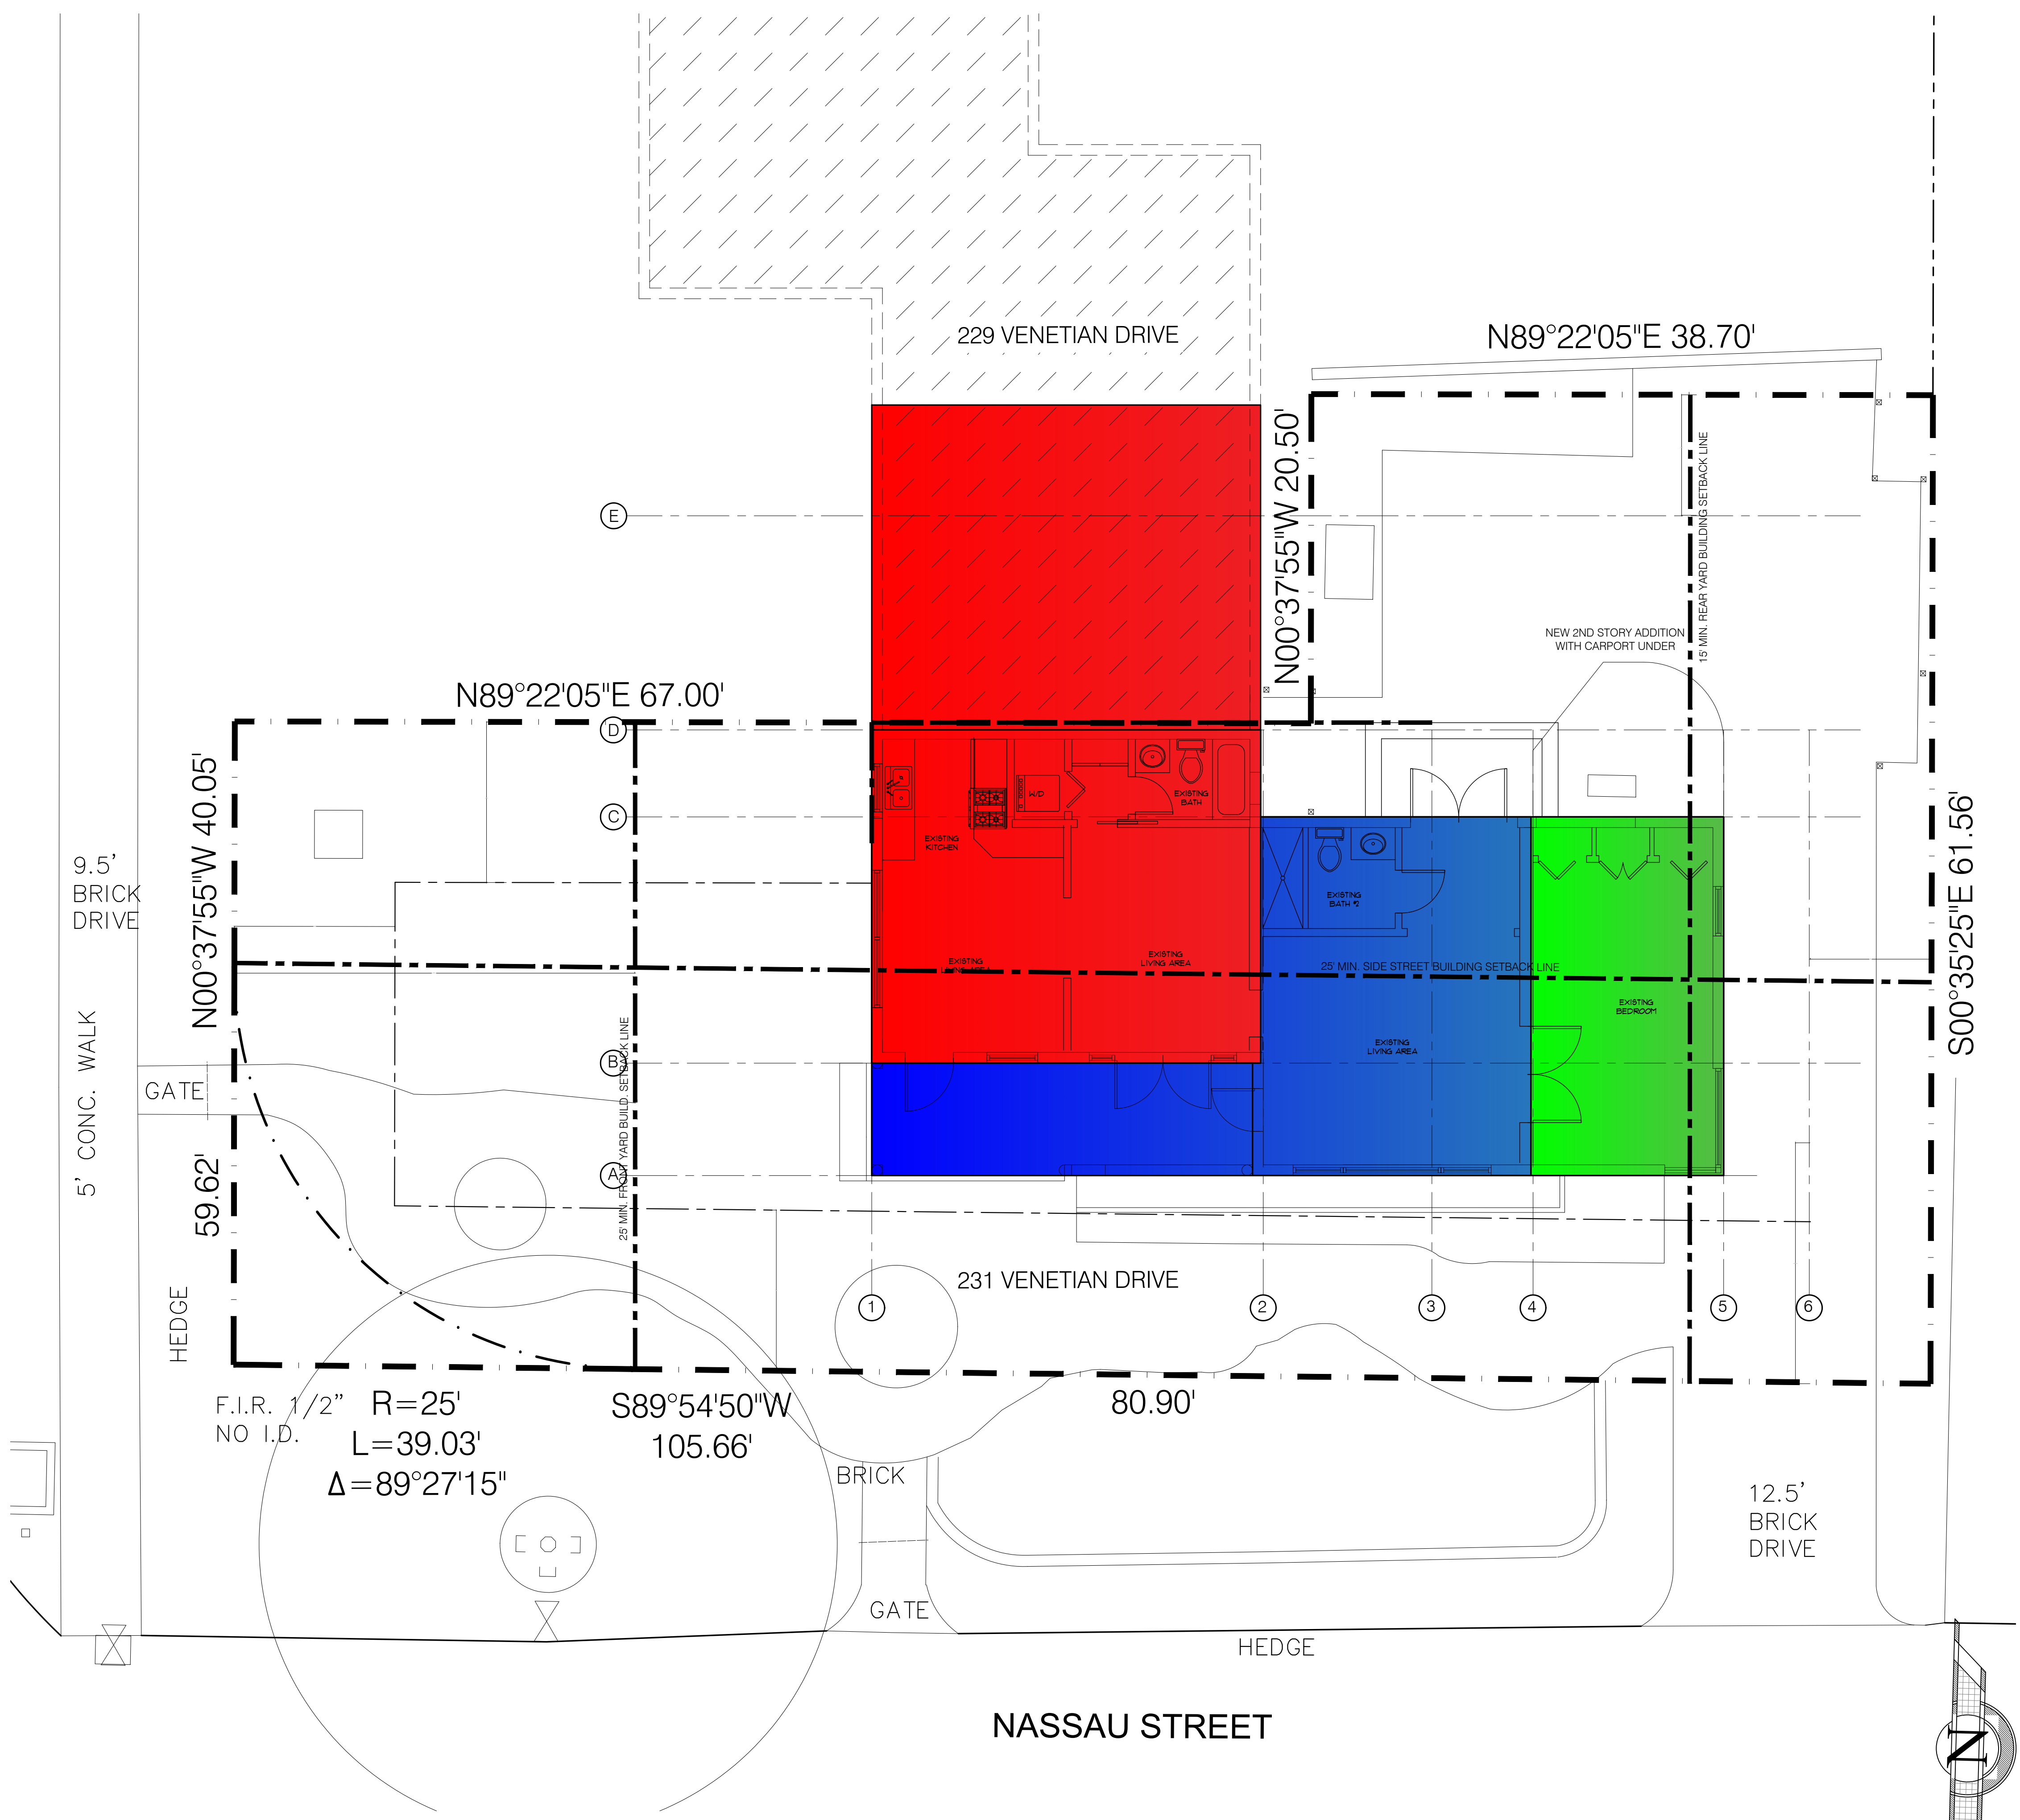 229 VENETIAN DRIVE
N89°22'05"E 38.70'
N00°37'55"W 20.50'
15' MIN. REAR YARD BUILDING SETBACK LINE
E
NEW 2ND STORY ADDITION
WITH CARPORT UNDER
N89°22'05"E 67.00'
D
N00°37'55"W 40.05'
W/D
EXISTING
BATH
C
EXISTING
KITCHEN
9.5'
BRICK
DRIVE
EXISTING
BATH #2
S00°35'25"E 61.56'
EXISTING
LIVING AREA
EXISTING
LIVING AREA
25' MIN. SIDE STREET BUILDING SETBACK LINE
EXISTING
BEDROOM
EXISTING
LIVING AREA
5' CONC. WALK
B
GATE
25' MIN. FRONT YARD BUILD. SETBACK LINE
A
59.62'
231 VENETIAN DRIVE
HEDGE
1
2
3
4
5
6
F.I.R. 1/2"
NO I.D.
R=25'
L=39.03'
Δ=89°27'15"
S89°54'50"W
105.66'
80.90'
BRICK
12.5'
BRICK
DRIVE
GATE
HEDGE
NASSAU STREET
N